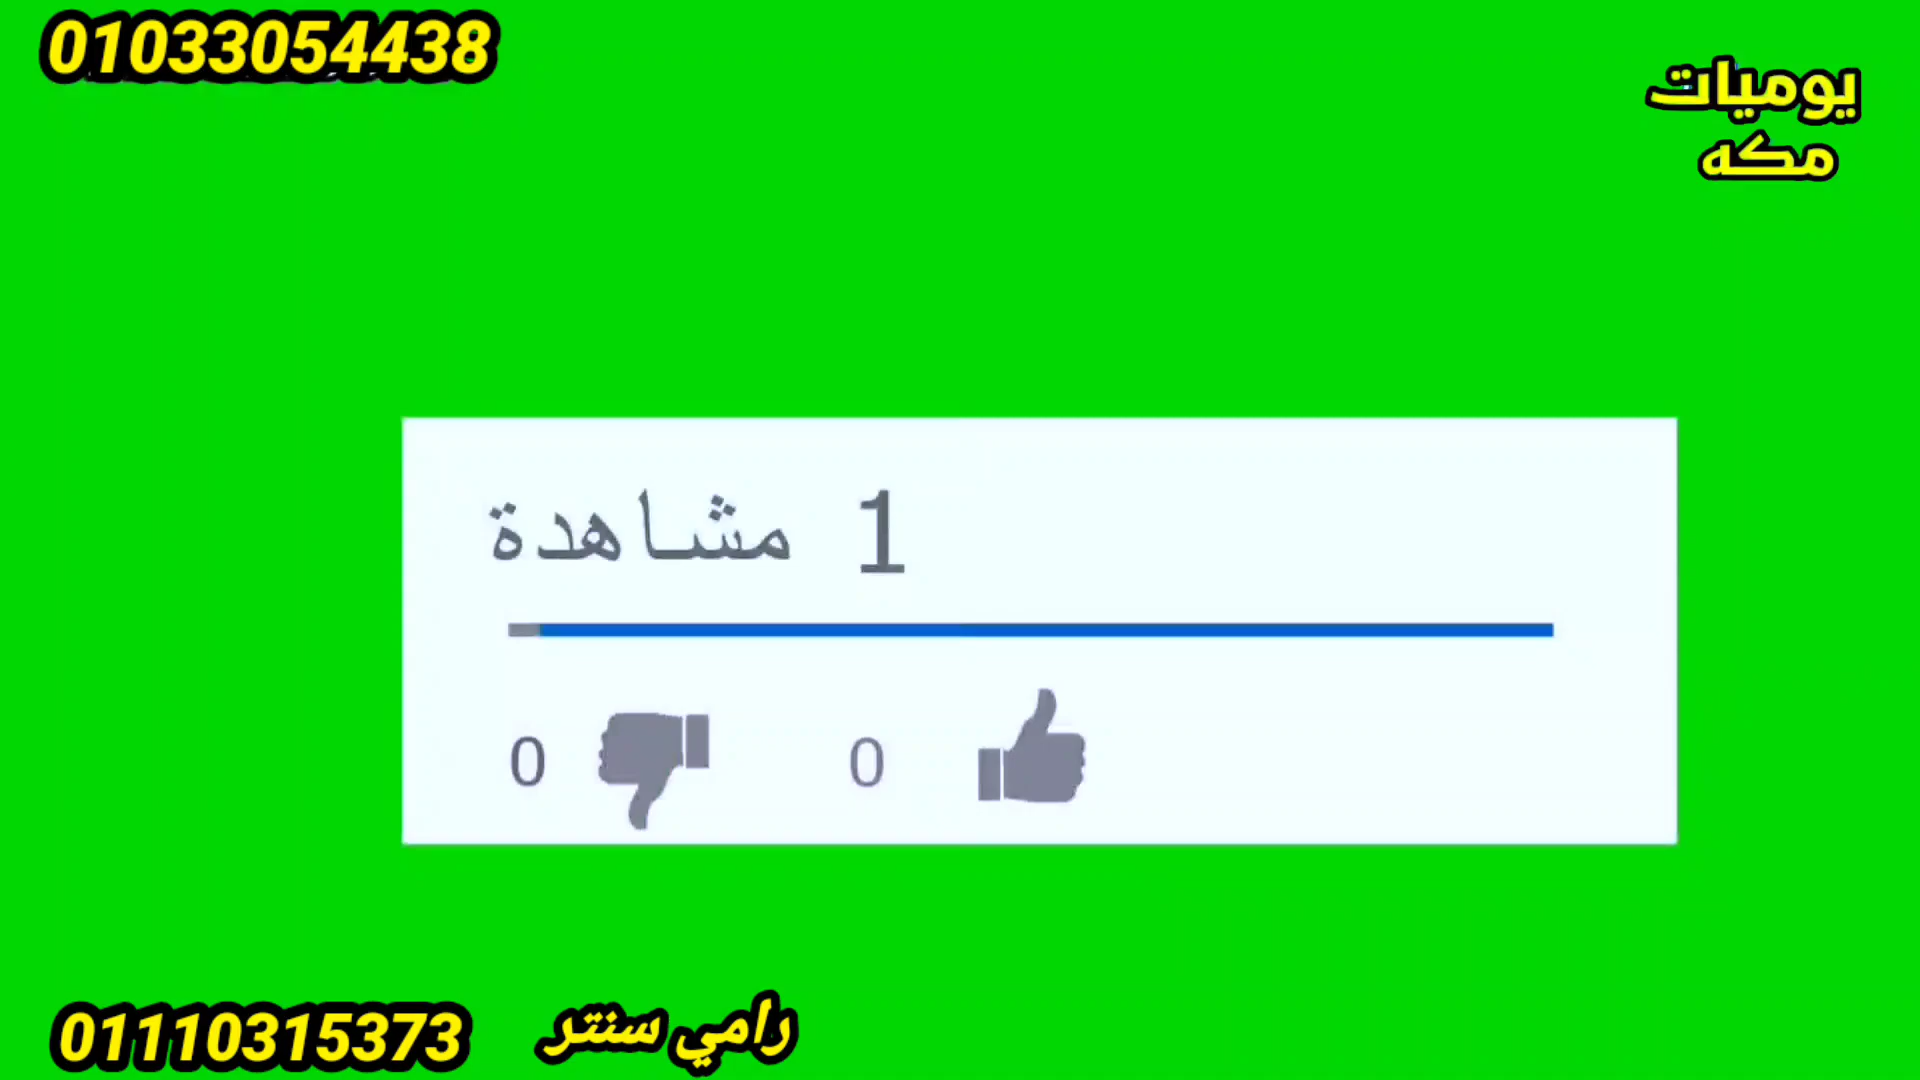 01033054438
يوميات
مكه
1 مشاهدة
0 0
01110315373 رامي سنتر